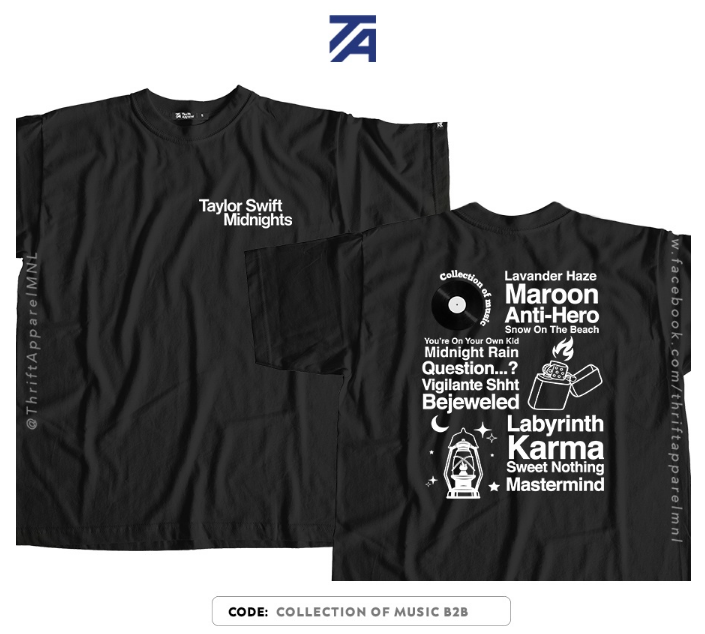 TA
Taylor Swift
Midnights
@ThriftApparelMNL
Collection of music
Lavander Haze
Maroon
Anti-Hero
Snow On The Beach
You're On Your Own Kid
Midnight Rain
Question...?
Vigilante Shht
Bejeweled
Labyrinth
Karma
Sweet Nothing
Mastermind
w.facebook.com/thriftapparelmnl
CODE: COLLECTION OF MUSIC B2B